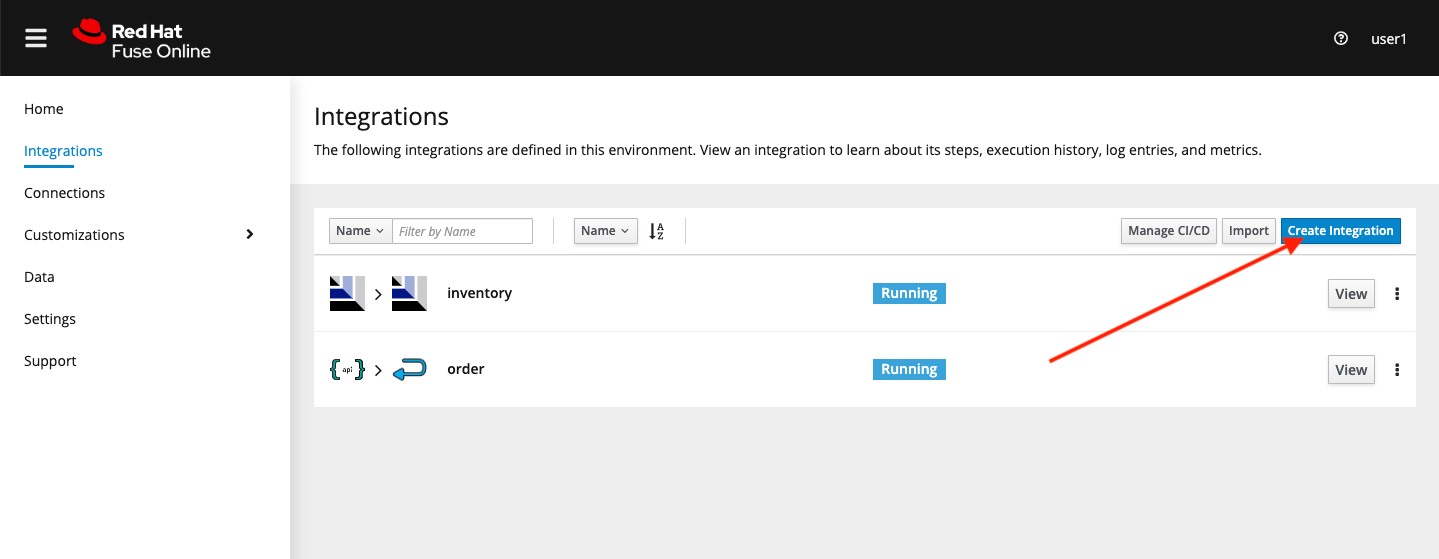 Red Hat
Fuse Online
user1
Home
Integrations
Connections
Customizations
Data
Settings
Support
Integrations
The following integrations are defined in this environment. View an integration to learn about its steps, execution history, log entries, and metrics.
Name Filter by Name Name A Z Manage CI/CD Import Create Integration
inventory Running View
{api} order Running View